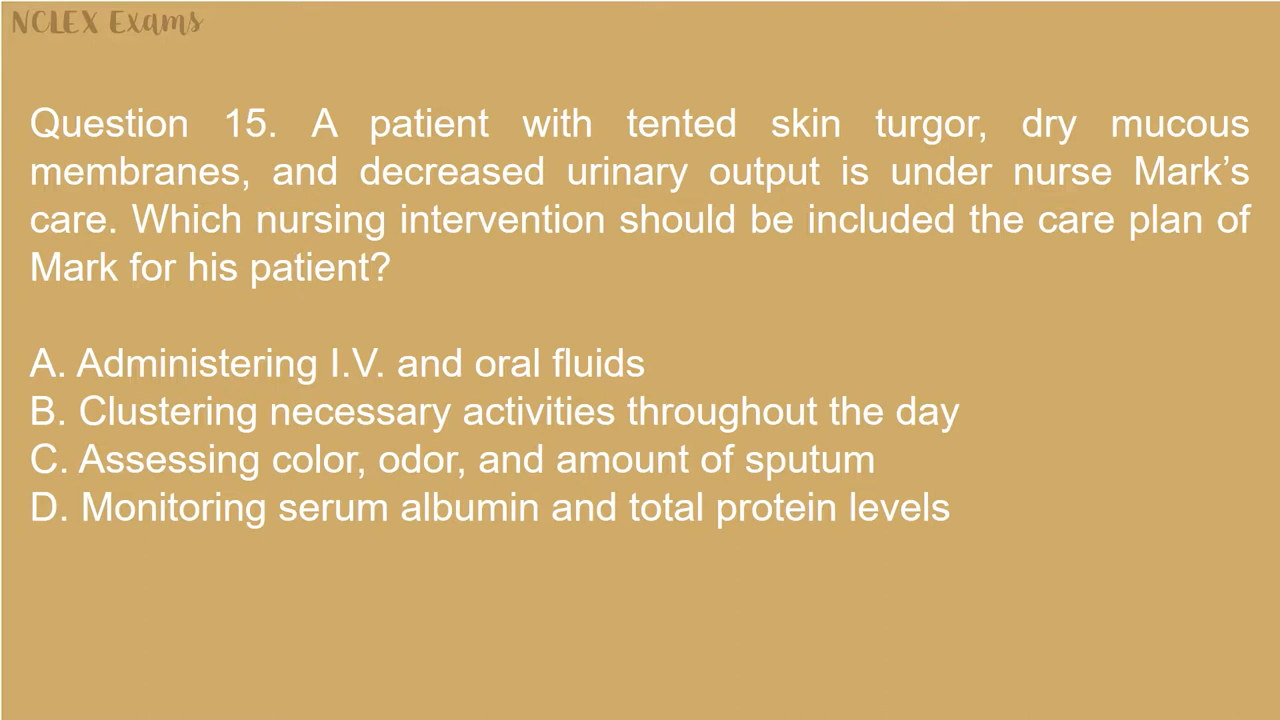 NCLEX Exams
Question 15. A patient with tented skin turgor, dry mucous
membranes, and decreased urinary output is under nurse Mark's
care. Which nursing intervention should be included the care plan of
Mark for his patient?
A. Administering I.V. and oral fluids
B. Clustering necessary activities throughout the day
C. Assessing color, odor, and amount of sputum
D. Monitoring serum albumin and total protein levels